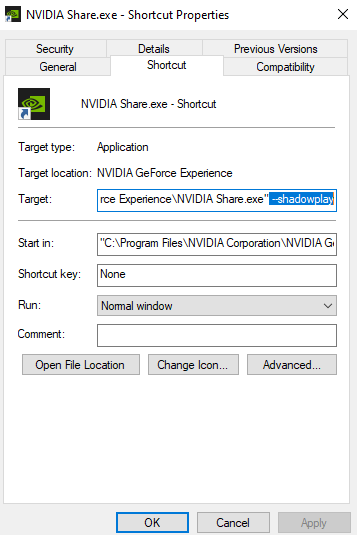 NVIDIA Share.exe - Shortcut Properties
Security Details Previous Versions
General Shortcut Compatibility
NVIDIA Share.exe - Shortcut
Target type: Application
Target location: NVIDIA GeForce Experience
Target: rce Experience\NVIDIA Share.exe" --shadowplay
Start in: "C:\Program Files\NVIDIA Corporation\NVIDIA Ge
Shortcut key: None
Run: Normal window
Comment:
Open File Location Change Icon... Advanced...
OK Cancel Apply